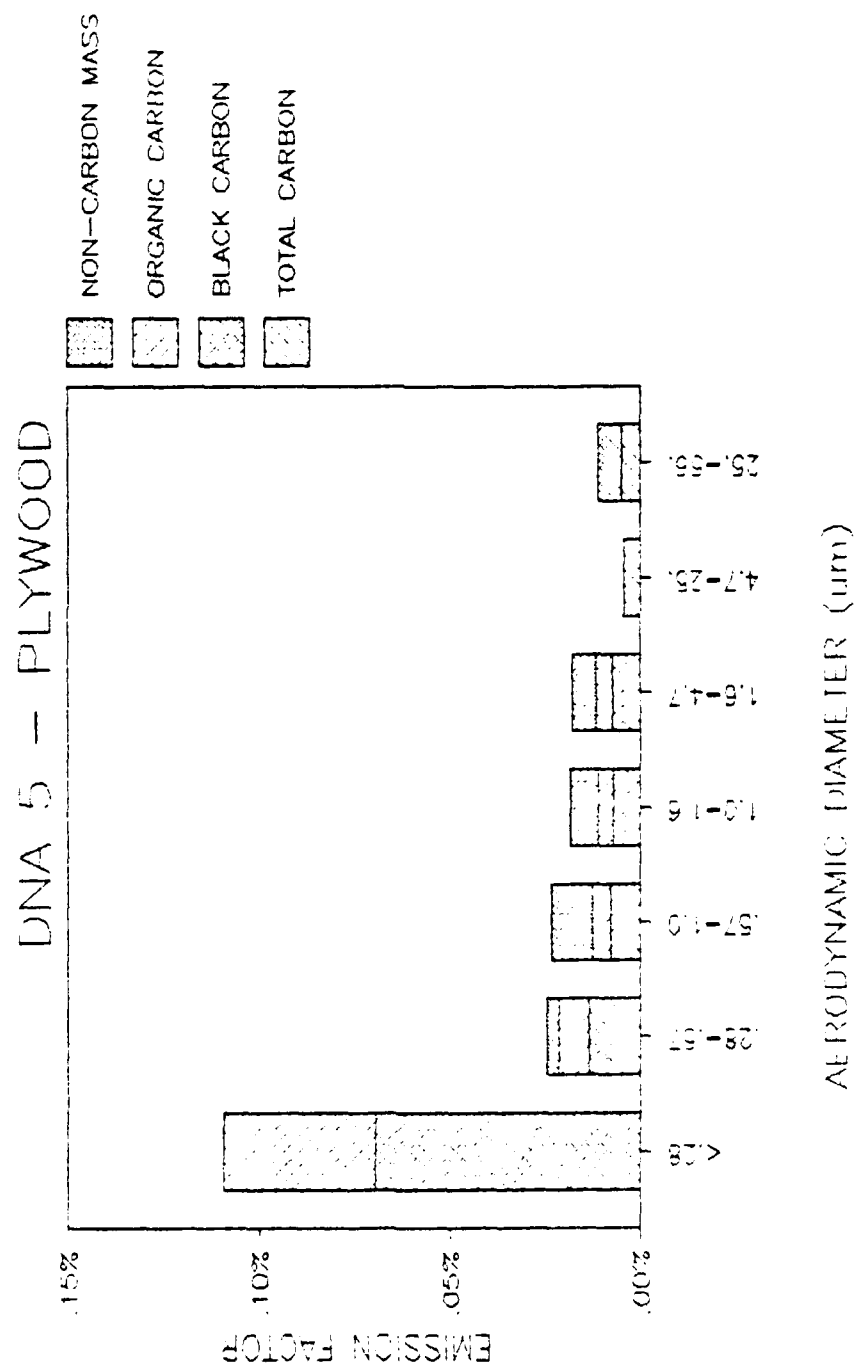 DNA 5 - PLYWOOD
NON-CARBON MASS
ORGANIC CARBON
BLACK CARBON
TOTAL CARBON
EMISSION FACTOR
.15%
.10%
.05%
.00%
<.28
.28-.57
.57-1.0
1.0-1.6
1.6-4.7
4.7-25.
AERODYNAMIC DIAMETER (um)